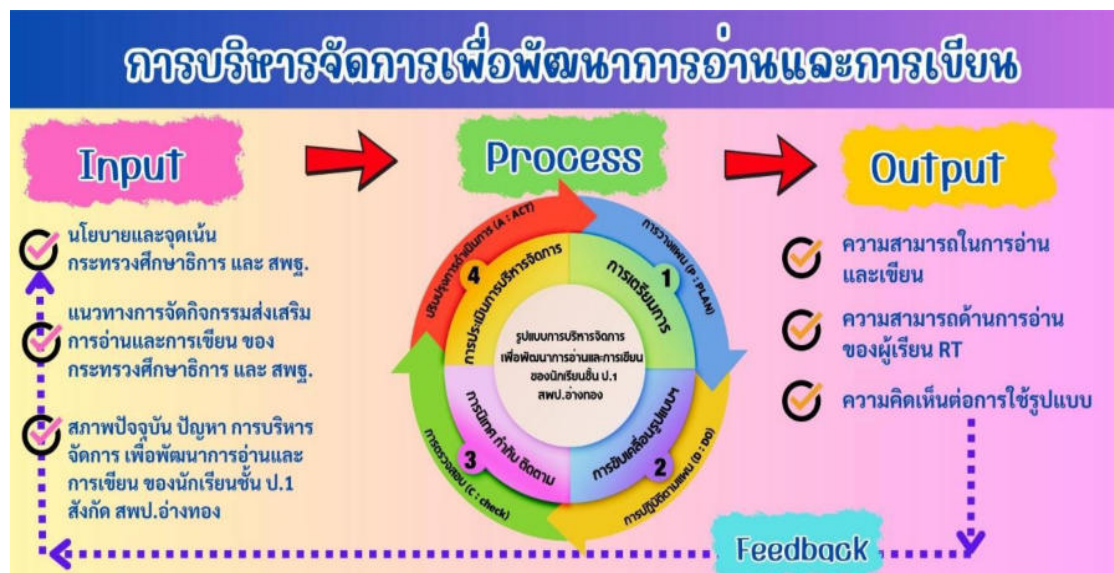 การบริหารจัดการเพื่อพัฒนาการอ่านและการเขียน
Input
Process
Output
นโยบายและจุดเน้น
กระทรวงศึกษาธิการ และ สพฐ.
แนวทางการจัดกิจกรรมส่งเสริม
การอ่านและการเขียน ของ
กระทรวงศึกษาธิการ และ สพฐ.
สภาพปัจจุบัน ปัญหา การบริหาร
จัดการ เพื่อพัฒนาการอ่านและ
การเขียน ของนักเรียนชั้น ป.1
สังกัด สพป.อ่างทอง
การวางแผน (P : PLAN)
1
การเตรียมการ
การปฏิบัติตามแผน (D : DO)
2
การขับเคลื่อนรูปแบบฯ
การตรวจสอบ (C : check)
3
การนิเทศ กำกับ ติดตาม
ปรับปรุงการดำเนินการ (A : ACT)
4
การประเมินการบริหารจัดการ
รูปแบบการบริหารจัดการ
เพื่อพัฒนาการอ่านและการเขียน
ของนักเรียนชั้น ป.1
สพป.อ่างทอง
ความสามารถในการอ่าน
และเขียน
ความสามารถด้านการอ่าน
ของผู้เรียน RT
ความคิดเห็นต่อการใช้รูปแบบ
Feedback